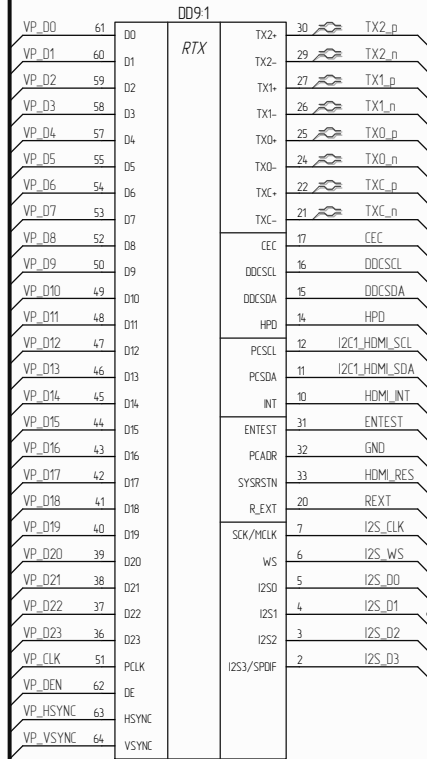 DD9:1
RTX
VP_D0 61 D0 TX2+ 30 TX2_p
VP_D1 60 D1 TX2- 29 TX2_n
VP_D2 59 D2 TX1+ 27 TX1_p
VP_D3 58 D3 TX1- 26 TX1_n
VP_D4 57 D4 TX0+ 25 TX0_p
VP_D5 55 D5 TX0- 24 TX0_n
VP_D6 54 D6 TXC+ 22 TXC_p
VP_D7 53 D7 TXC- 21 TXC_n
VP_D8 52 D8 CEC 17 CEC
VP_D9 50 D9 DDCSCL 16 DDCSCL
VP_D10 49 D10 DDCSDA 15 DDCSDA
VP_D11 48 D11 HPD 14 HPD
VP_D12 47 D12 PCSCL 12 I2C1_HDMI_SCL
VP_D13 46 D13 PCSDA 11 I2C1_HDMI_SDA
VP_D14 45 D14 INT 10 HDMI_INT
VP_D15 44 D15 ENTEST 31 ENTEST
VP_D16 43 D16 PCADR 32 GND
VP_D17 42 D17 SYSRSTN 33 HDMI_RES
VP_D18 41 D18 R_EXT 20 REXT
VP_D19 40 D19 SCK/MCLK 7 I2S_CLK
VP_D20 39 D20 WS 6 I2S_WS
VP_D21 38 D21 I2S0 5 I2S_D0
VP_D22 37 D22 I2S1 4 I2S_D1
VP_D23 36 D23 I2S2 3 I2S_D2
VP_CLK 51 PCLK I2S3/SPDIF 2 I2S_D3
VP_DEN 62 DE
VP_HSYNC 63 HSYNC
VP_VSYNC 64 VSYNC